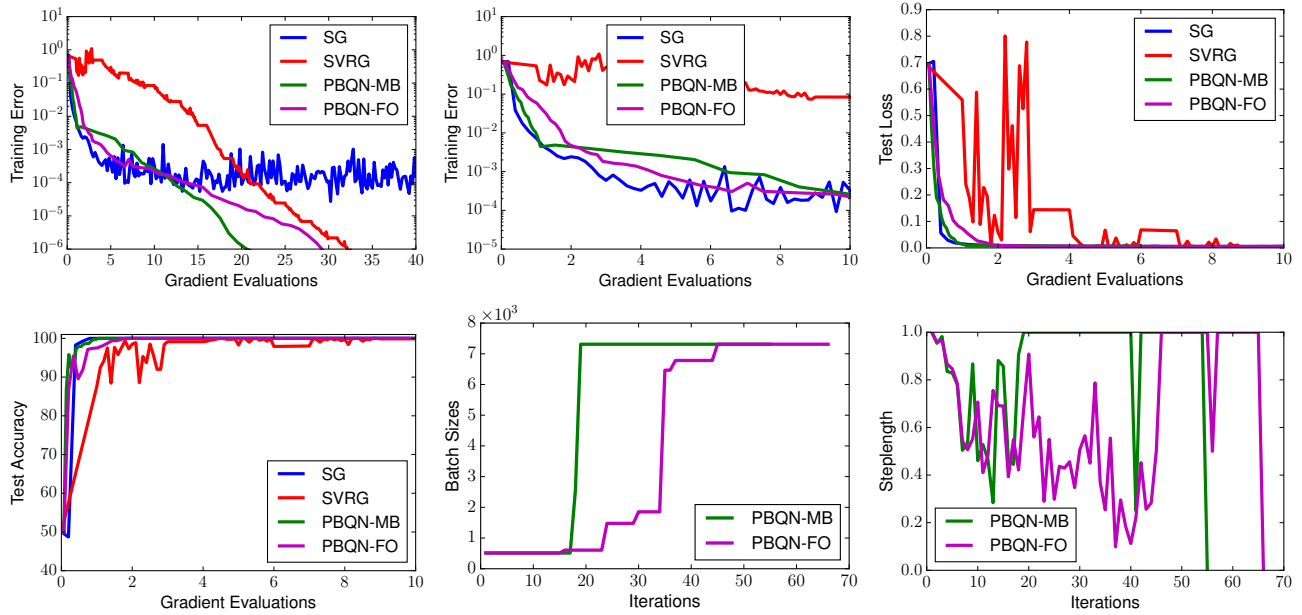 10^1
10^0
10^-1
10^-2
10^-3
10^-4
10^-5
10^-6
Training Error
0 5 10 15 20 25 30 35 40
Gradient Evaluations
SG
SVRG
PBQN-MB
PBQN-FO
10^1
10^0
10^-1
10^-2
10^-3
10^-4
10^-5
Training Error
0 2 4 6 8 10
Gradient Evaluations
SG
SVRG
PBQN-MB
PBQN-FO
0.9
0.8
0.7
0.6
0.5
0.4
0.3
0.2
0.1
0.0
Test Loss
0 2 4 6 8 10
Gradient Evaluations
SG
SVRG
PBQN-MB
PBQN-FO
100
90
80
70
60
50
40
Test Accuracy
0 2 4 6 8 10
Gradient Evaluations
SG
SVRG
PBQN-MB
PBQN-FO
×10^3
8
7
6
5
4
3
2
1
0
Batch Sizes
0 10 20 30 40 50 60 70
Iterations
PBQN-MB
PBQN-FO
1.0
0.8
0.6
0.4
0.2
0.0
Steplength
0 10 20 30 40 50 60 70
Iterations
PBQN-MB
PBQN-FO